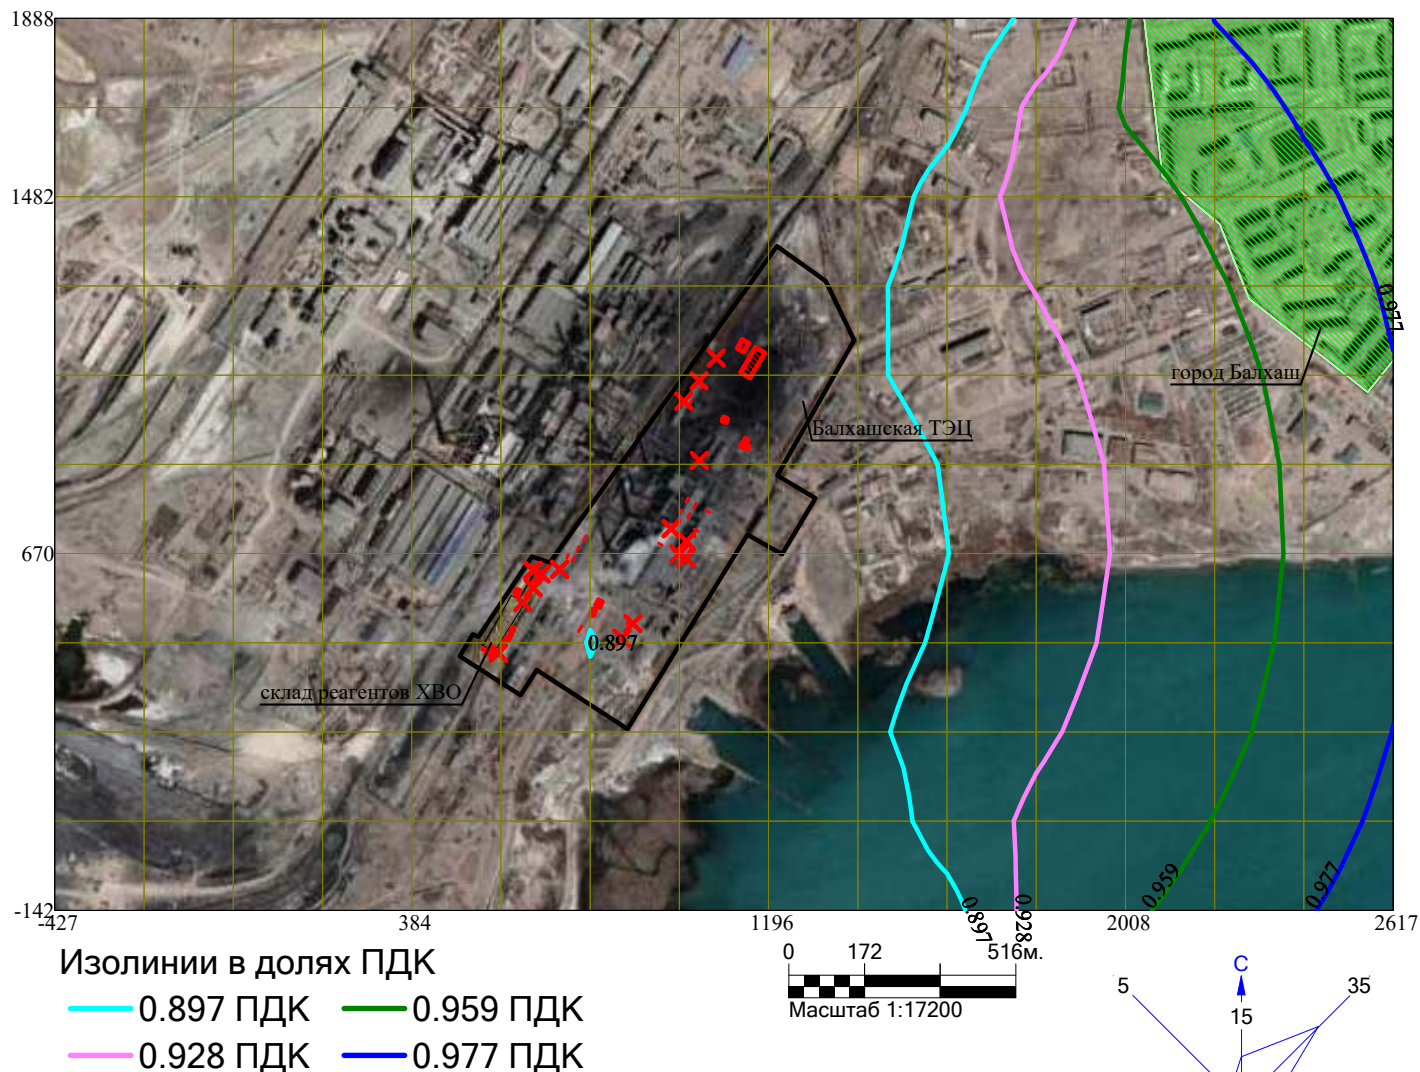 1888
1482
0.977
город Балхаш
Балхашская ТЭЦ
670
0.897
склад реагентов ХВО
0.959
0.977
0.897
0.928
-142
-427
384
1196
2008
2617
Изолинии в долях ПДК
0.897 ПДК
0.959 ПДК
0.928 ПДК
0.977 ПДК
0
172
516м.
Масштаб 1:17200
С
5
35
15